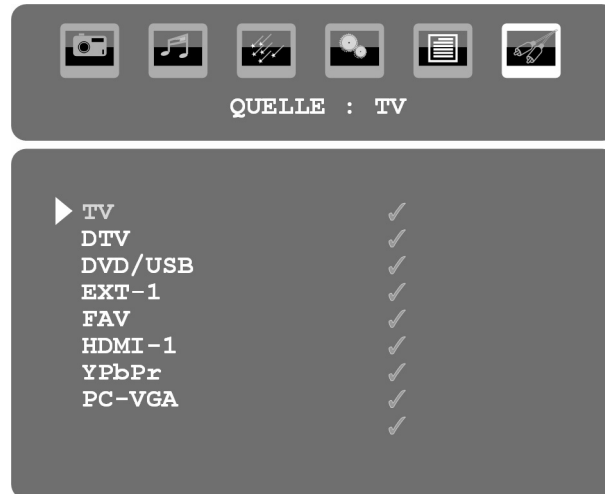 QUELLE : TV
TV ✓
DTV ✓
DVD/USB ✓
EXT-1 ✓
FAV ✓
HDMI-1 ✓
YPbPr ✓
PC-VGA ✓
✓